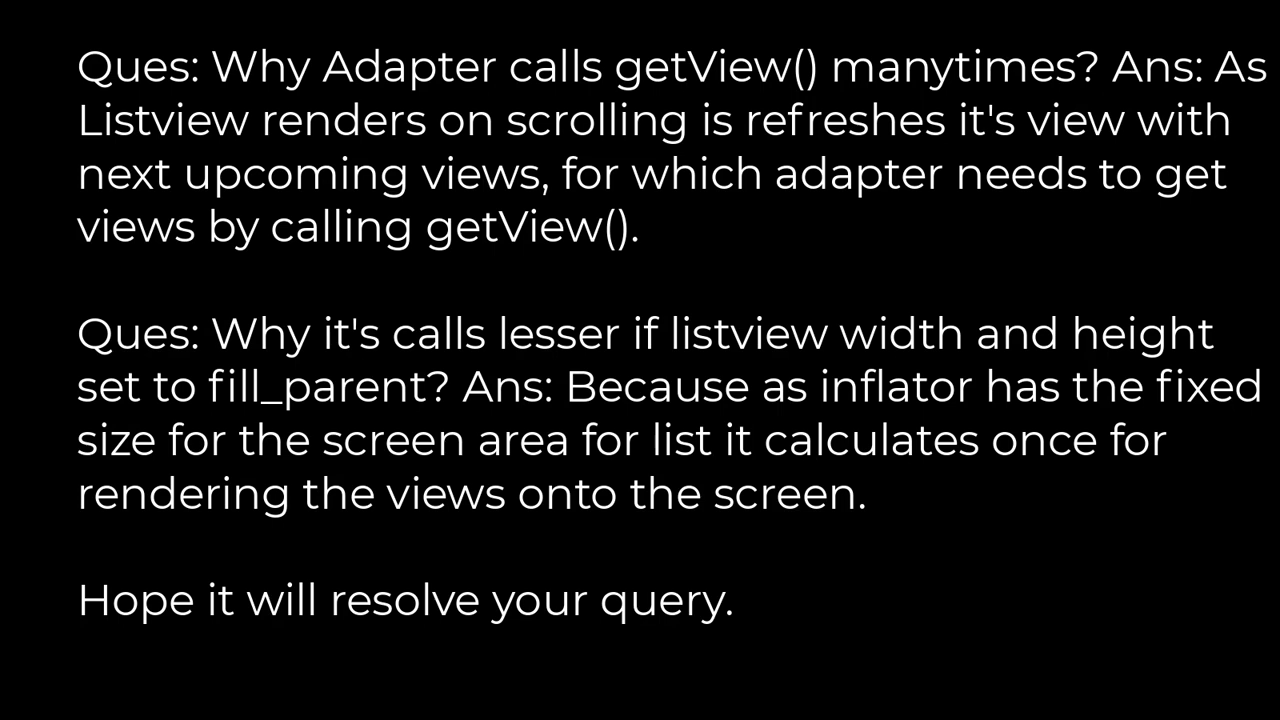 Ques: Why Adapter calls getView() manytimes? Ans: As
Listview renders on scrolling is refreshes it's view with
next upcoming views, for which adapter needs to get
views by calling getView().
Ques: Why it's calls lesser if listview width and height
set to fill_parent? Ans: Because as inflator has the fixed
size for the screen area for list it calculates once for
rendering the views onto the screen.
Hope it will resolve your query.